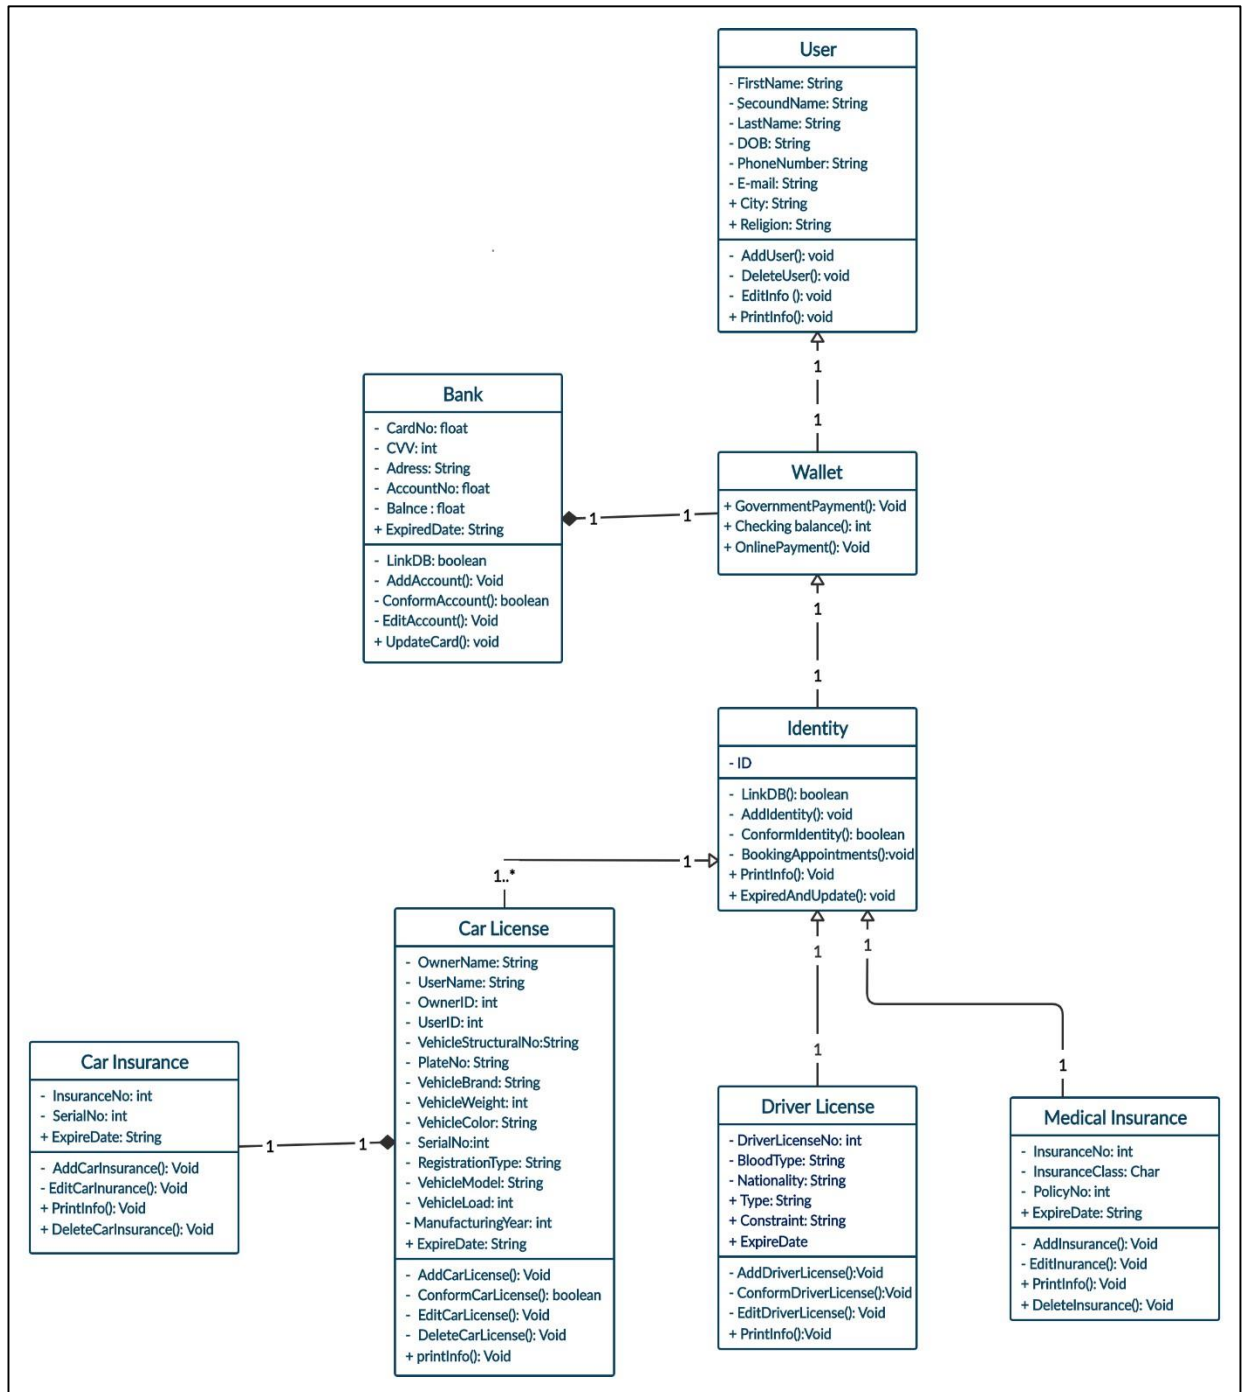 User
- FirstName: String
- SecoundName: String
- LastName: String
- DOB: String
- PhoneNumber: String
- E-mail: String
+ City: String
+ Religion: String
- AddUser(): void
- DeleteUser(): void
- EditInfo (): void
+ PrintInfo(): void
1
1
Bank
- CardNo: float
- CVV: int
- Adress: String
- AccountNo: float
- Balnce : float
+ ExpiredDate: String
- LinkDB: boolean
- AddAccount(): Void
- ConformAccount(): boolean
- EditAccount(): Void
+ UpdateCard(): void
1
1
Wallet
+ GovernmentPayment(): Void
+ Checking balance(): int
+ OnlinePayment(): Void
1
1
Identity
- ID
- LinkDB(): boolean
- AddIdentity(): void
- ConformIdentity(): boolean
- BookingAppointments():void
+ PrintInfo(): Void
+ ExpiredAndUpdate(): void
1
1..*
Car License
- OwnerName: String
- UserName: String
- OwnerID: int
- UserID: int
- VehicleStructuralNo:String
- PlateNo: String
- VehicleBrand: String
- VehicleWeight: int
- VehicleColor: String
- SerialNo:int
- RegistrationType: String
- VehicleModel: String
- VehicleLoad: int
- ManufacturingYear: int
+ ExpireDate: String
- AddCarLicense(): Void
- ConformCarLicense(): boolean
- EditCarLicense(): Void
- DeleteCarLicense(): Void
+ printInfo(): Void
Car Insurance
- InsuranceNo: int
- SerialNo: int
+ ExpireDate: String
- AddCarInsurance(): Void
- EditCarInurance(): Void
+ PrintInfo(): Void
+ DeleteCarInsurance(): Void
1
1
1
1
Driver License
- DriverLicenseNo: int
- BloodType: String
- Nationality: String
+ Type: String
+ Constraint: String
+ ExpireDate
- AddDriverLicense():Void
- ConformDriverLicense():Void
- EditDriverLicense(): Void
+ PrintInfo():Void
1
1
Medical Insurance
- InsuranceNo: int
- InsuranceClass: Char
- PolicyNo: int
+ ExpireDate: String
- AddInsurance(): Void
- EditInurance(): Void
+ PrintInfo(): Void
+ DeleteInsurance(): Void